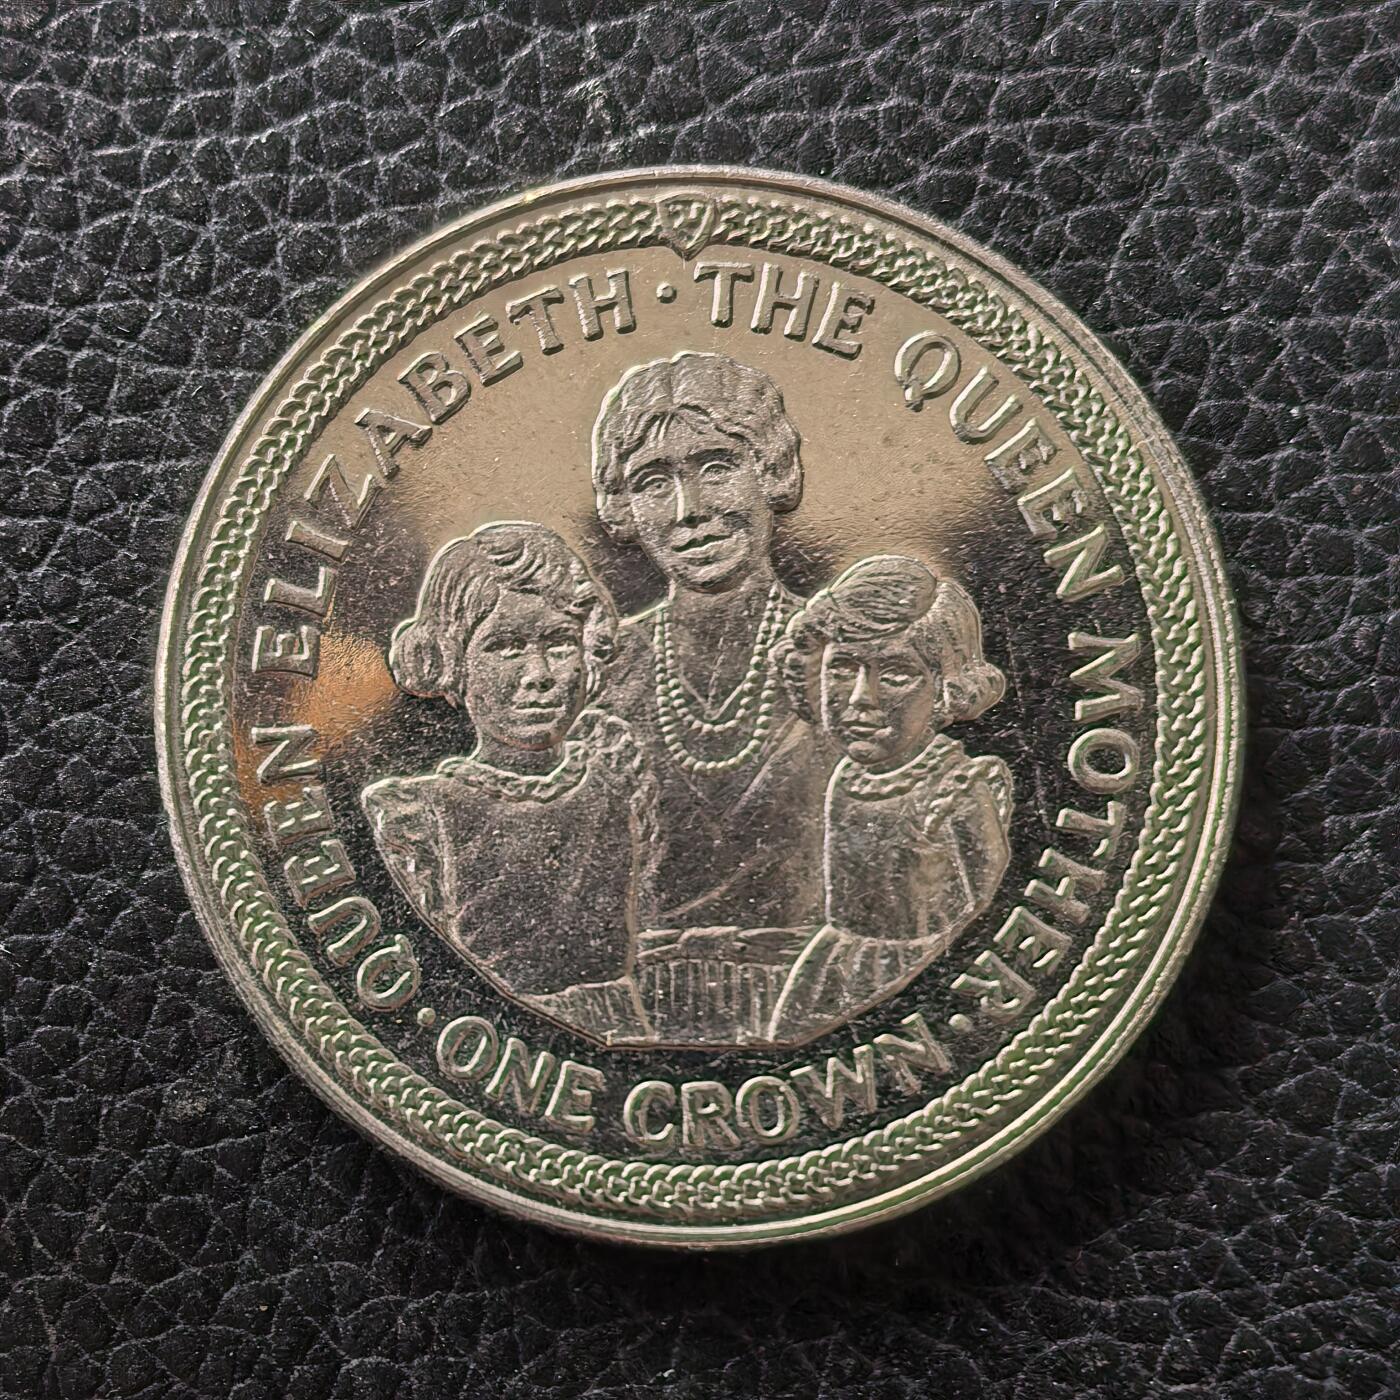 QUEEN ELIZABETH · THE QUEEN MOTHER ·
ONE CROWN ·